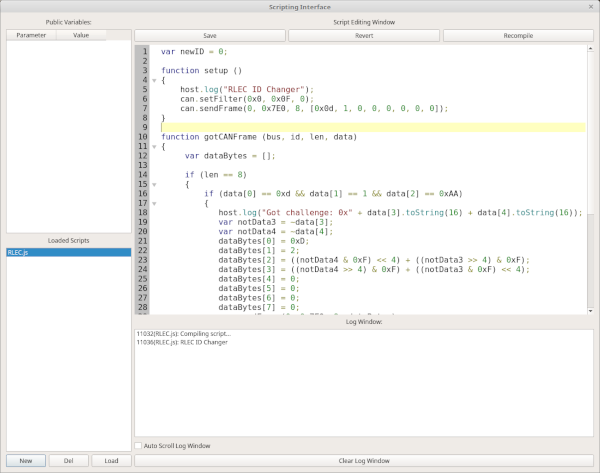 Scripting Interface
Public Variables:
Parameter Value
Loaded Scripts
RLEC.js
New Del Load
Script Editing Window
Save Revert Recompile
1 var newID = 0;
2
3 function setup ()
4 {
5 host.log("RLEC ID Changer");
6 can.setFilter(0x0, 0x0F, 0);
7 can.sendFrame(0, 0x7E0, 8, [0x0d, 1, 0, 0, 0, 0, 0, 0]);
8 }
9
10 function gotCANFrame (bus, id, len, data)
11 {
12 var dataBytes = [];
13
14 if (len == 8)
15 {
16 if (data[0] == 0xd && data[1] == 1 && data[2] == 0xAA)
17 {
18 host.log("Got challenge: 0x" + data[3].toString(16) + data[4].toString(16));
19 var notData3 = ~data[3];
20 var notData4 = ~data[4];
21 dataBytes[0] = 0xD;
22 dataBytes[1] = 2;
23 dataBytes[2] = ((notData4 & 0xF) << 4) + ((notData3 >> 4) & 0xF);
24 dataBytes[3] = ((notData4 >> 4) & 0xF) + ((notData3 & 0xF) << 4);
25 dataBytes[4] = 0;
26 dataBytes[5] = 0;
27 dataBytes[6] = 0;
28 dataBytes[7] = 0;
Log Window:
11032(RLEC.js): Compiling script...
11036(RLEC.js): RLEC ID Changer
Auto Scroll Log Window
Clear Log Window